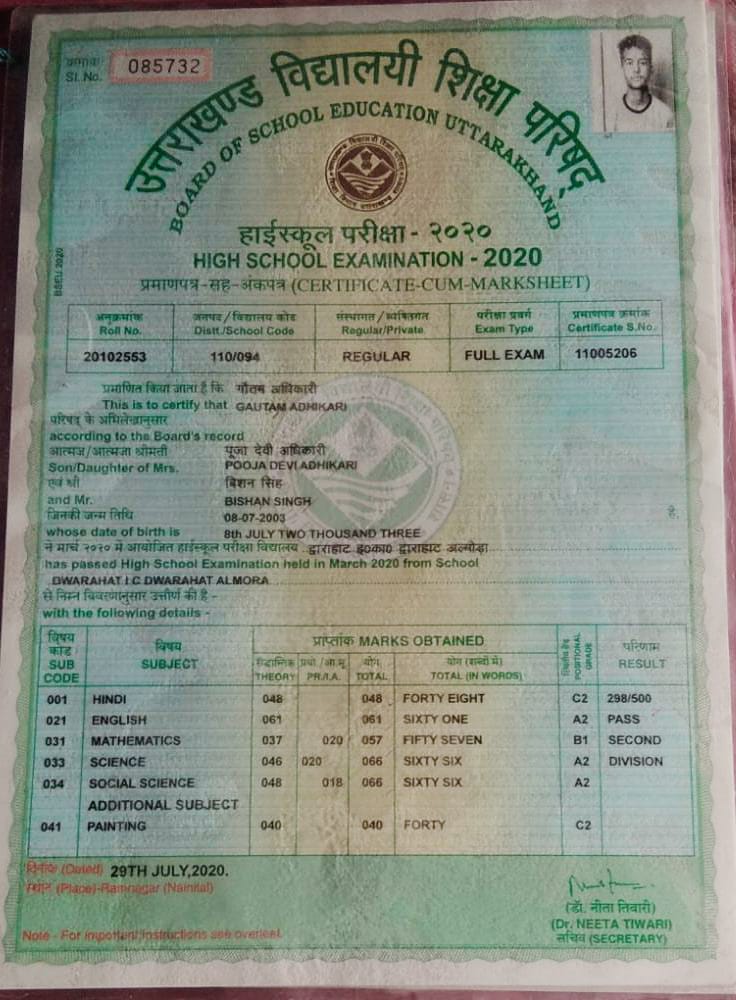 क्रमांक
Sl. No. 085732
उत्तराखण्ड विद्यालयी शिक्षा परिषद्
BOARD OF SCHOOL EDUCATION UTTARAKHAND
हाईस्कूल परीक्षा - २०२०
HIGH SCHOOL EXAMINATION - 2020
प्रमाणपत्र-सह-अंकपत्र (CERTIFICATE-CUM-MARKSHEET)
BSEU 2020
अनुक्रमांक जनपद/विद्यालय कोड संस्थागत/व्यक्तिगत परीक्षा प्रवर्ग प्रमाणपत्र क्रमांक
Roll No. Distt./School Code Regular/Private Exam Type Certificate S.No.
20102553 110/094 REGULAR FULL EXAM 11005206
प्रमाणित किया जाता है कि गौतम अधिकारी
This is to certify that GAUTAM ADHIKARI
परिषद् के अभिलेखानुसार
according to the Board's record
आत्मज/आत्मजा श्रीमती पूजा देवी अधिकारी
Son/Daughter of Mrs. POOJA DEVI ADHIKARI
एवं श्री बिशन सिंह
and Mr. BISHAN SINGH
जिनकी जन्म तिथि 08-07-2003 है,
whose date of birth is 8th JULY TWO THOUSAND THREE
ने मार्च २०२० में आयोजित हाईस्कूल परीक्षा विद्यालय द्वाराहाट इ०का० द्वाराहाट अल्मोड़ा
has passed High School Examination held in March 2020 from School
DWARAHAT I C DWARAHAT ALMORA
से निम्न विवरणानुसार उत्तीर्ण की है -
with the following details -
विषय कोड विषय प्राप्तांक MARKS OBTAINED परिणाम
SUB CODE SUBJECT POSITIONAL GRADE RESULT
सैद्धान्तिक योग योग (शब्दों में)
THEORY PR./I.A. TOTAL TOTAL (IN WORDS)
001 HINDI 048 048 FORTY EIGHT C2 298/500
021 ENGLISH 061 061 SIXTY ONE A2 PASS
031 MATHEMATICS 037 020 057 FIFTY SEVEN B1 SECOND
033 SCIENCE 046 020 066 SIXTY SIX A2 DIVISION
034 SOCIAL SCIENCE 048 018 066 SIXTY SIX A2
ADDITIONAL SUBJECT
041 PAINTING 040 040 FORTY C2
दिनांक (Dated) 29TH JULY,2020.
स्थान (Place)-Ramnagar (Nainital)
(डॉ. नीता तिवारी)
(Dr. NEETA TIWARI)
सचिव (SECRETARY)
Note - For important instructions see overleaf.